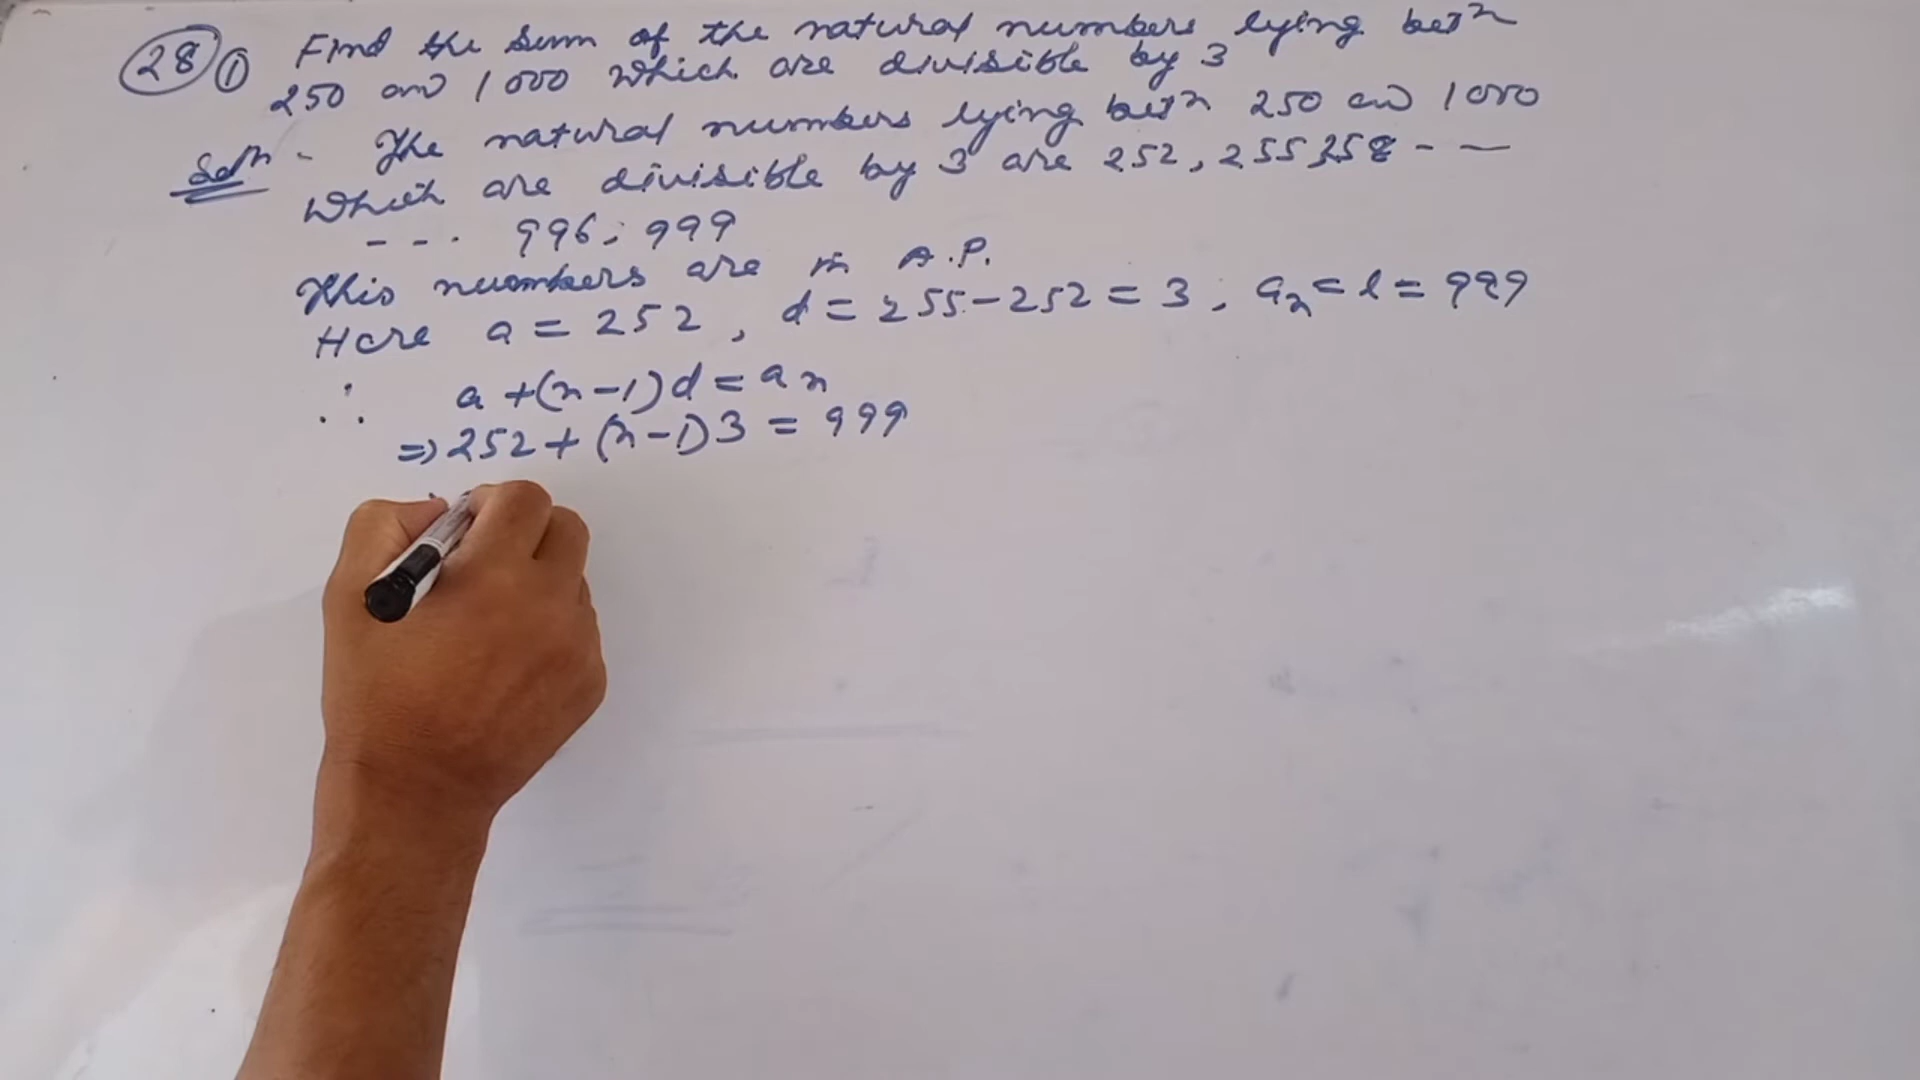 28 ① Find the sum of the natural numbers lying betⁿ
250 and 1000 which are divisible by 3
Solⁿ - The natural numbers lying betⁿ 250 and 1000
which are divisible by 3 are 252, 255, 258 - -
- - - 996, 999
This numbers are in A.P.
Here a = 252, d = 255 - 252 = 3, aₙ = l = 999
∴ a + (n - 1) d = aₙ
⇒ 252 + (n - 1) 3 = 999